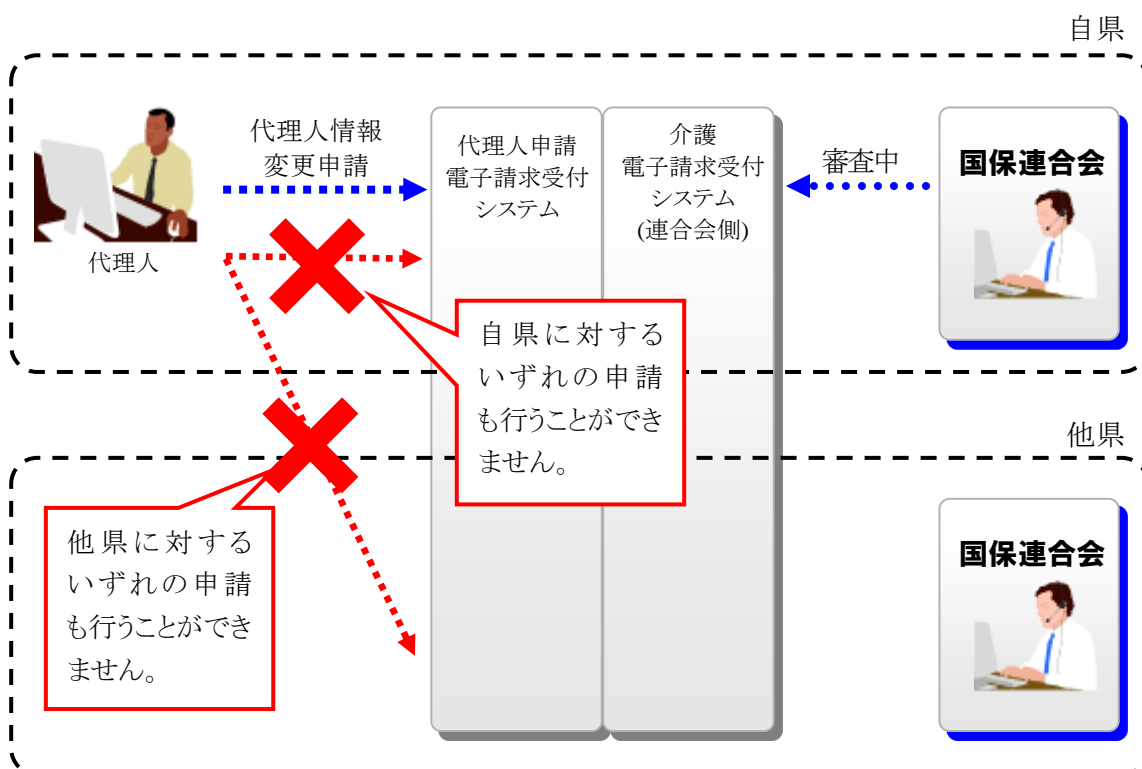 自県
代理人情報
変更申請
代理人
代理人申請
電子請求受付
システム
介護
電子請求受付
システム
(連合会側)
審査中
国保連合会
自県に対する
いずれの申請
も行うことができ
ません。
他県
他県に対する
いずれの申請
も行うことができ
ません。
国保連合会